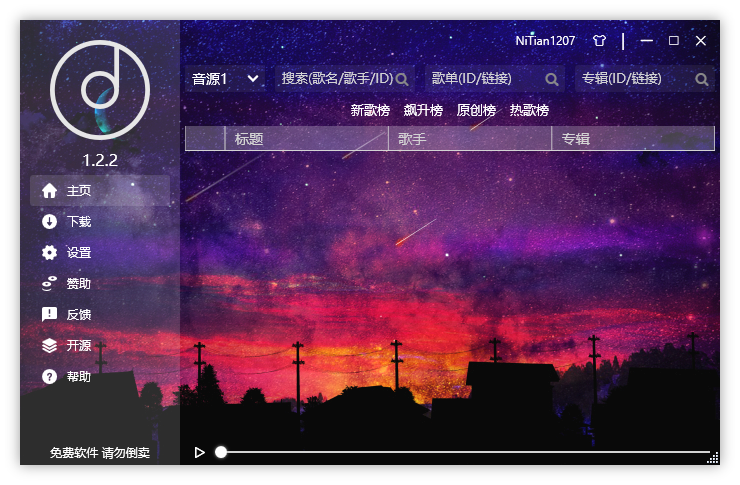 NiTian1207
音源1 搜索(歌名/歌手/ID) 歌单(ID/链接) 专辑(ID/链接)
新歌榜 飙升榜 原创榜 热歌榜
标题 歌手 专辑
1.2.2
主页
下载
设置
赞助
反馈
开源
帮助
免费软件 请勿倒卖